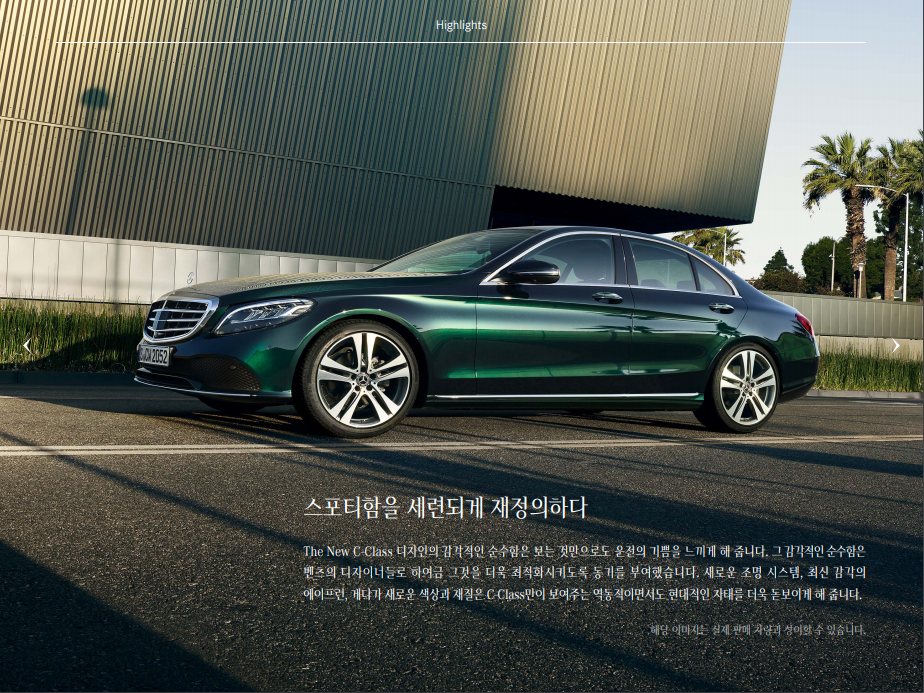 Highlights
스포티함을 세련되게 재정의하다
The New C-Class 디자인의 감각적인 순수함은 보는 것만으로도 운전의 기쁨을 느끼게 해 줍니다. 그 감각적인 순수함은
벤츠의 디자이너들로 하여금 그것을 더욱 최적화시키도록 동기를 부여했습니다. 새로운 조명 시스템, 최신 감각의
에이프런, 게다가 새로운 색상과 재질은 C-Class만이 보여주는 역동적이면서도 현대적인 자태를 더욱 돋보이게 해 줍니다.
해당 이미지는 실제 판매 차량과 상이할 수 있습니다.